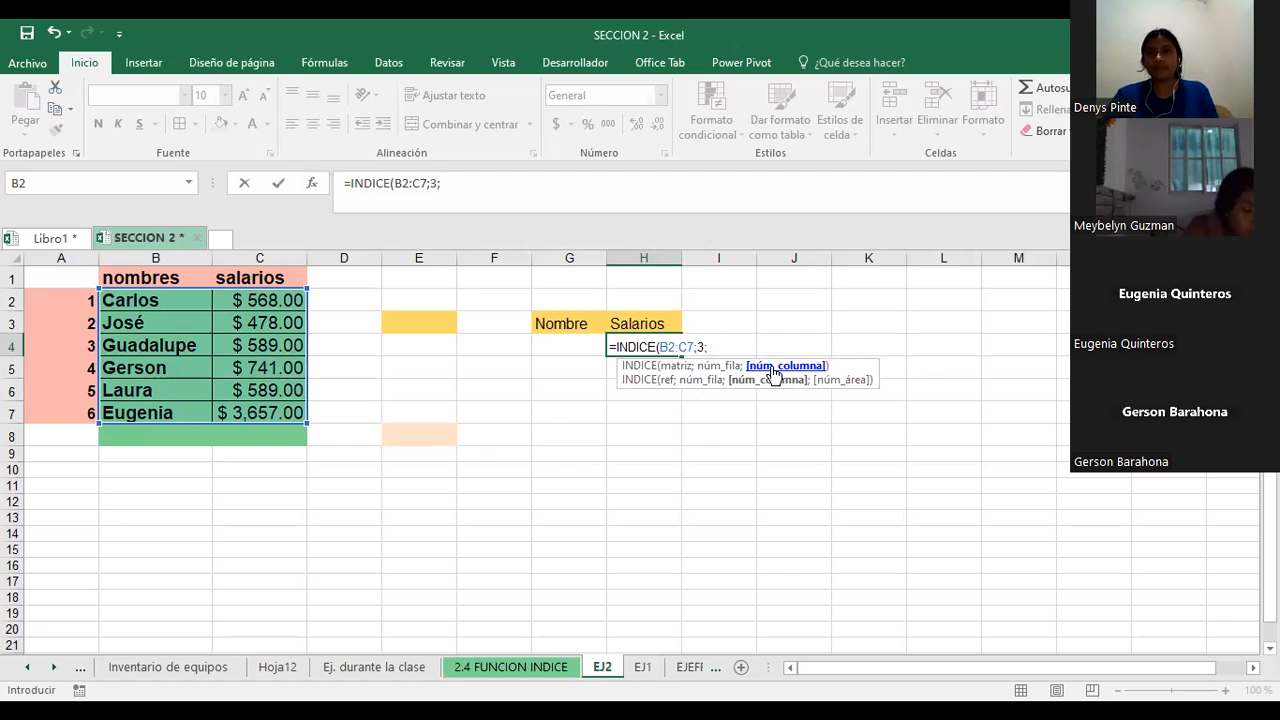 SECCION 2 - Excel
Archivo Inicio Insertar Diseño de página Fórmulas Datos Revisar Vista Desarrollador Office Tab Power Pivot ¿Qué desea hacer?
Pegar
10 A A
N K S A
Portapapeles Fuente
Ajustar texto
Combinar y centrar
Alineación
General
$ % 000
Número
Formato condicional
Dar formato como tabla
Estilos de celda
Estilos
Insertar Eliminar Formato
Celdas
Autosu
Rellena
Borrar
B2 fx =INDICE(B2:C7;3;
Libro1 * SECCION 2 *
A B C D E F G H I J K L M
1 nombres salarios
2 1 Carlos $ 568.00
3 2 José $ 478.00 Nombre Salarios
4 3 Guadalupe $ 589.00 =INDICE(B2:C7;3;
INDICE(matriz; núm_fila; [núm_columna])
5 4 Gerson $ 741.00
INDICE(ref; núm_fila; [núm_columna]; [núm_área])
6 5 Laura $ 589.00
7 6 Eugenia $ 3,657.00
8
9
10
11
12
13
14
15
16
17
18
19
20
21
... Inventario de equipos Hoja12 Ej. durante la clase 2.4 FUNCION INDICE EJ2 EJ1 EJEFI ...
Introducir 100 %
Denys Pinte
Meybelyn Guzman
Eugenia Quinteros
Eugenia Quinteros
Gerson Barahona
Gerson Barahona